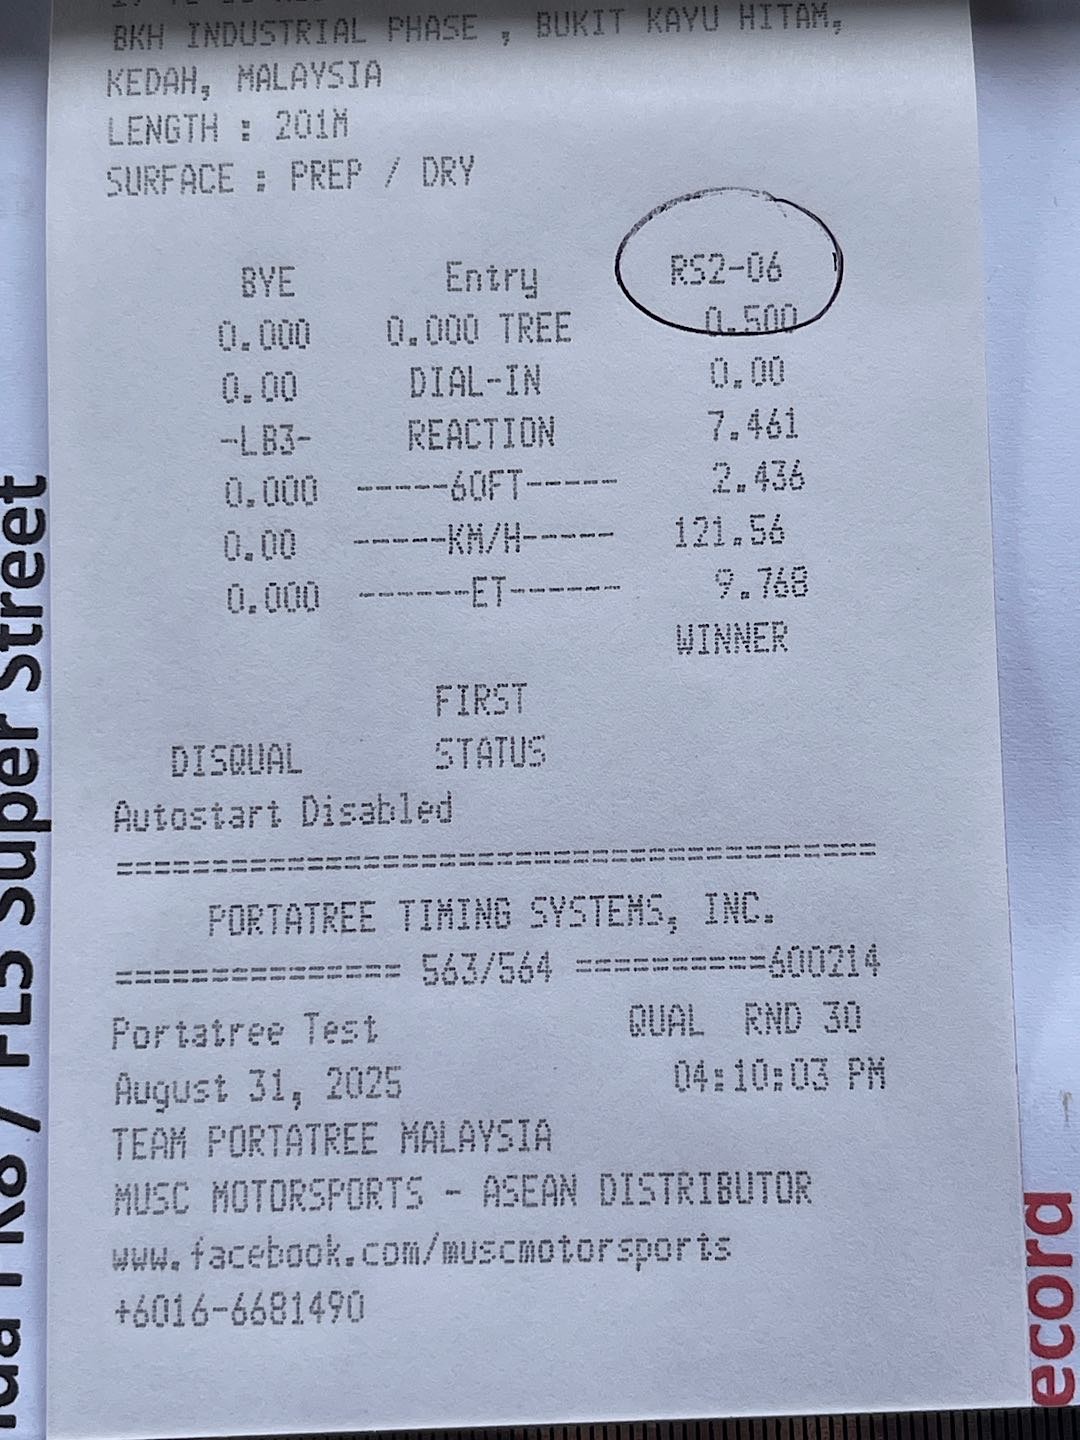 BKH INDUSTRIAL PHASE , BUKIT KAYU HITAM,
KEDAH, MALAYSIA
LENGTH : 201M
SURFACE : PREP / DRY
BYE Entry RS2-06
0.000 0.000 TREE 0.500
0.00 DIAL-IN 0.00
-LB3- REACTION 7.461
0.000 -----60FT----- 2.436
0.00 -----KM/H----- 121.56
0.000 ------ET------ 9.768
WINNER
FIRST
DISQUAL STATUS
Autostart Disabled
========================================
PORTATREE TIMING SYSTEMS, INC.
=============== 563/564 ==========600214
Portatree Test QUAL RND 30
August 31, 2025 04:10:03 PM
TEAM PORTATREE MALAYSIA
MUSC MOTORSPORTS - ASEAN DISTRIBUTOR
www.facebook.com/muscmotorsports
+6016-6681490
/ FLS Super Street
ecord